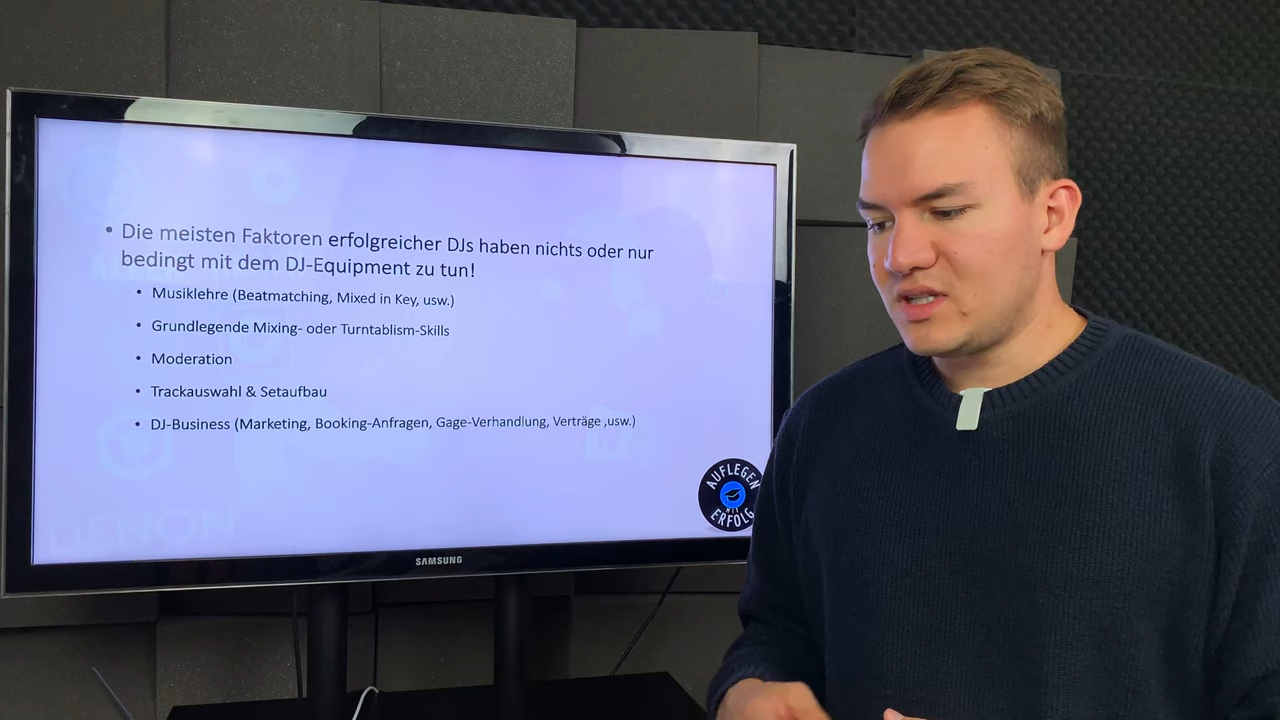 • Die meisten Faktoren erfolgreicher DJs haben nichts oder nur
bedingt mit dem DJ-Equipment zu tun!
• Musiklehre (Beatmatching, Mixed in Key, usw.)
• Grundlegende Mixing- oder Turntablism-Skills
• Moderation
• Trackauswahl & Setaufbau
• DJ-Business (Marketing, Booking-Anfragen, Gage-Verhandlung, Verträge ,usw.)
AUFLEGEN
MIT
ERFOLG
DENON
SAMSUNG